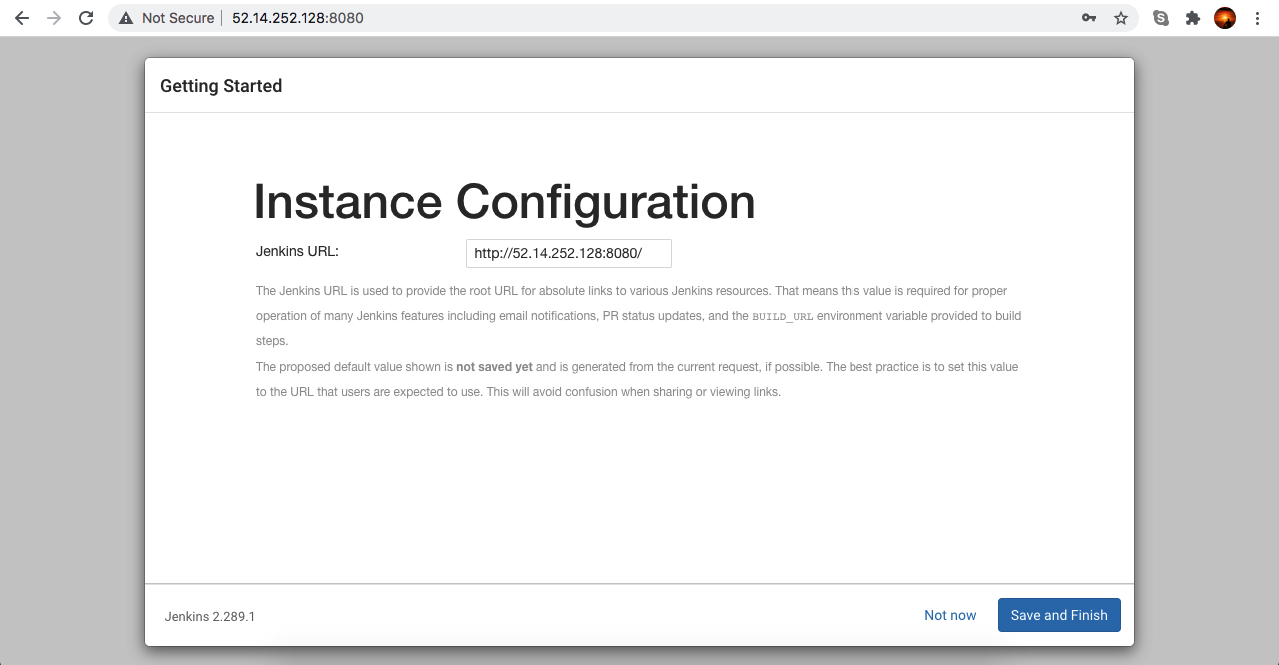 Not Secure | 52.14.252.128:8080
Getting Started
Instance Configuration
Jenkins URL:
http://52.14.252.128:8080/
The Jenkins URL is used to provide the root URL for absolute links to various Jenkins resources. That means this value is required for proper
operation of many Jenkins features including email notifications, PR status updates, and the BUILD_URL environment variable provided to build
steps.
The proposed default value shown is not saved yet and is generated from the current request, if possible. The best practice is to set this value
to the URL that users are expected to use. This will avoid confusion when sharing or viewing links.
Jenkins 2.289.1
Not now
Save and Finish